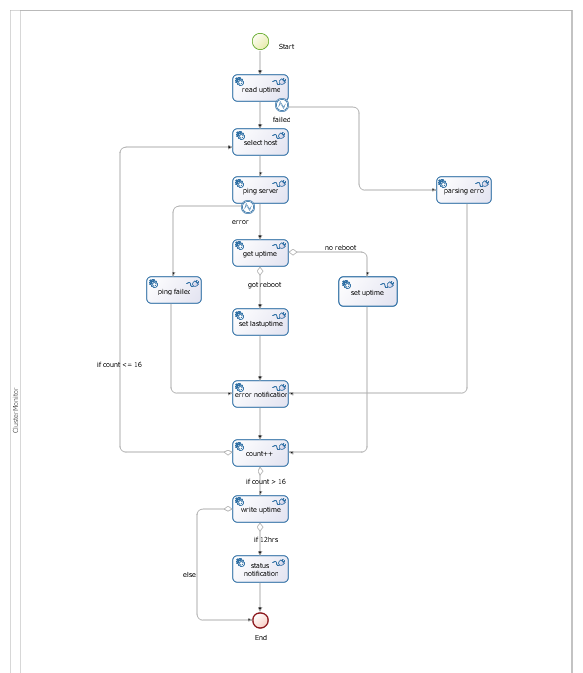 Start
read uptime
failed
select host
ping server
parsing erro
error
get uptime
no reboot
got reboot
ping failed
set uptime
set lastuptime
if count <= 16
error notification
ClusterMonitor
count++
if count > 16
write uptime
if 12hrs
status
notification
else
End